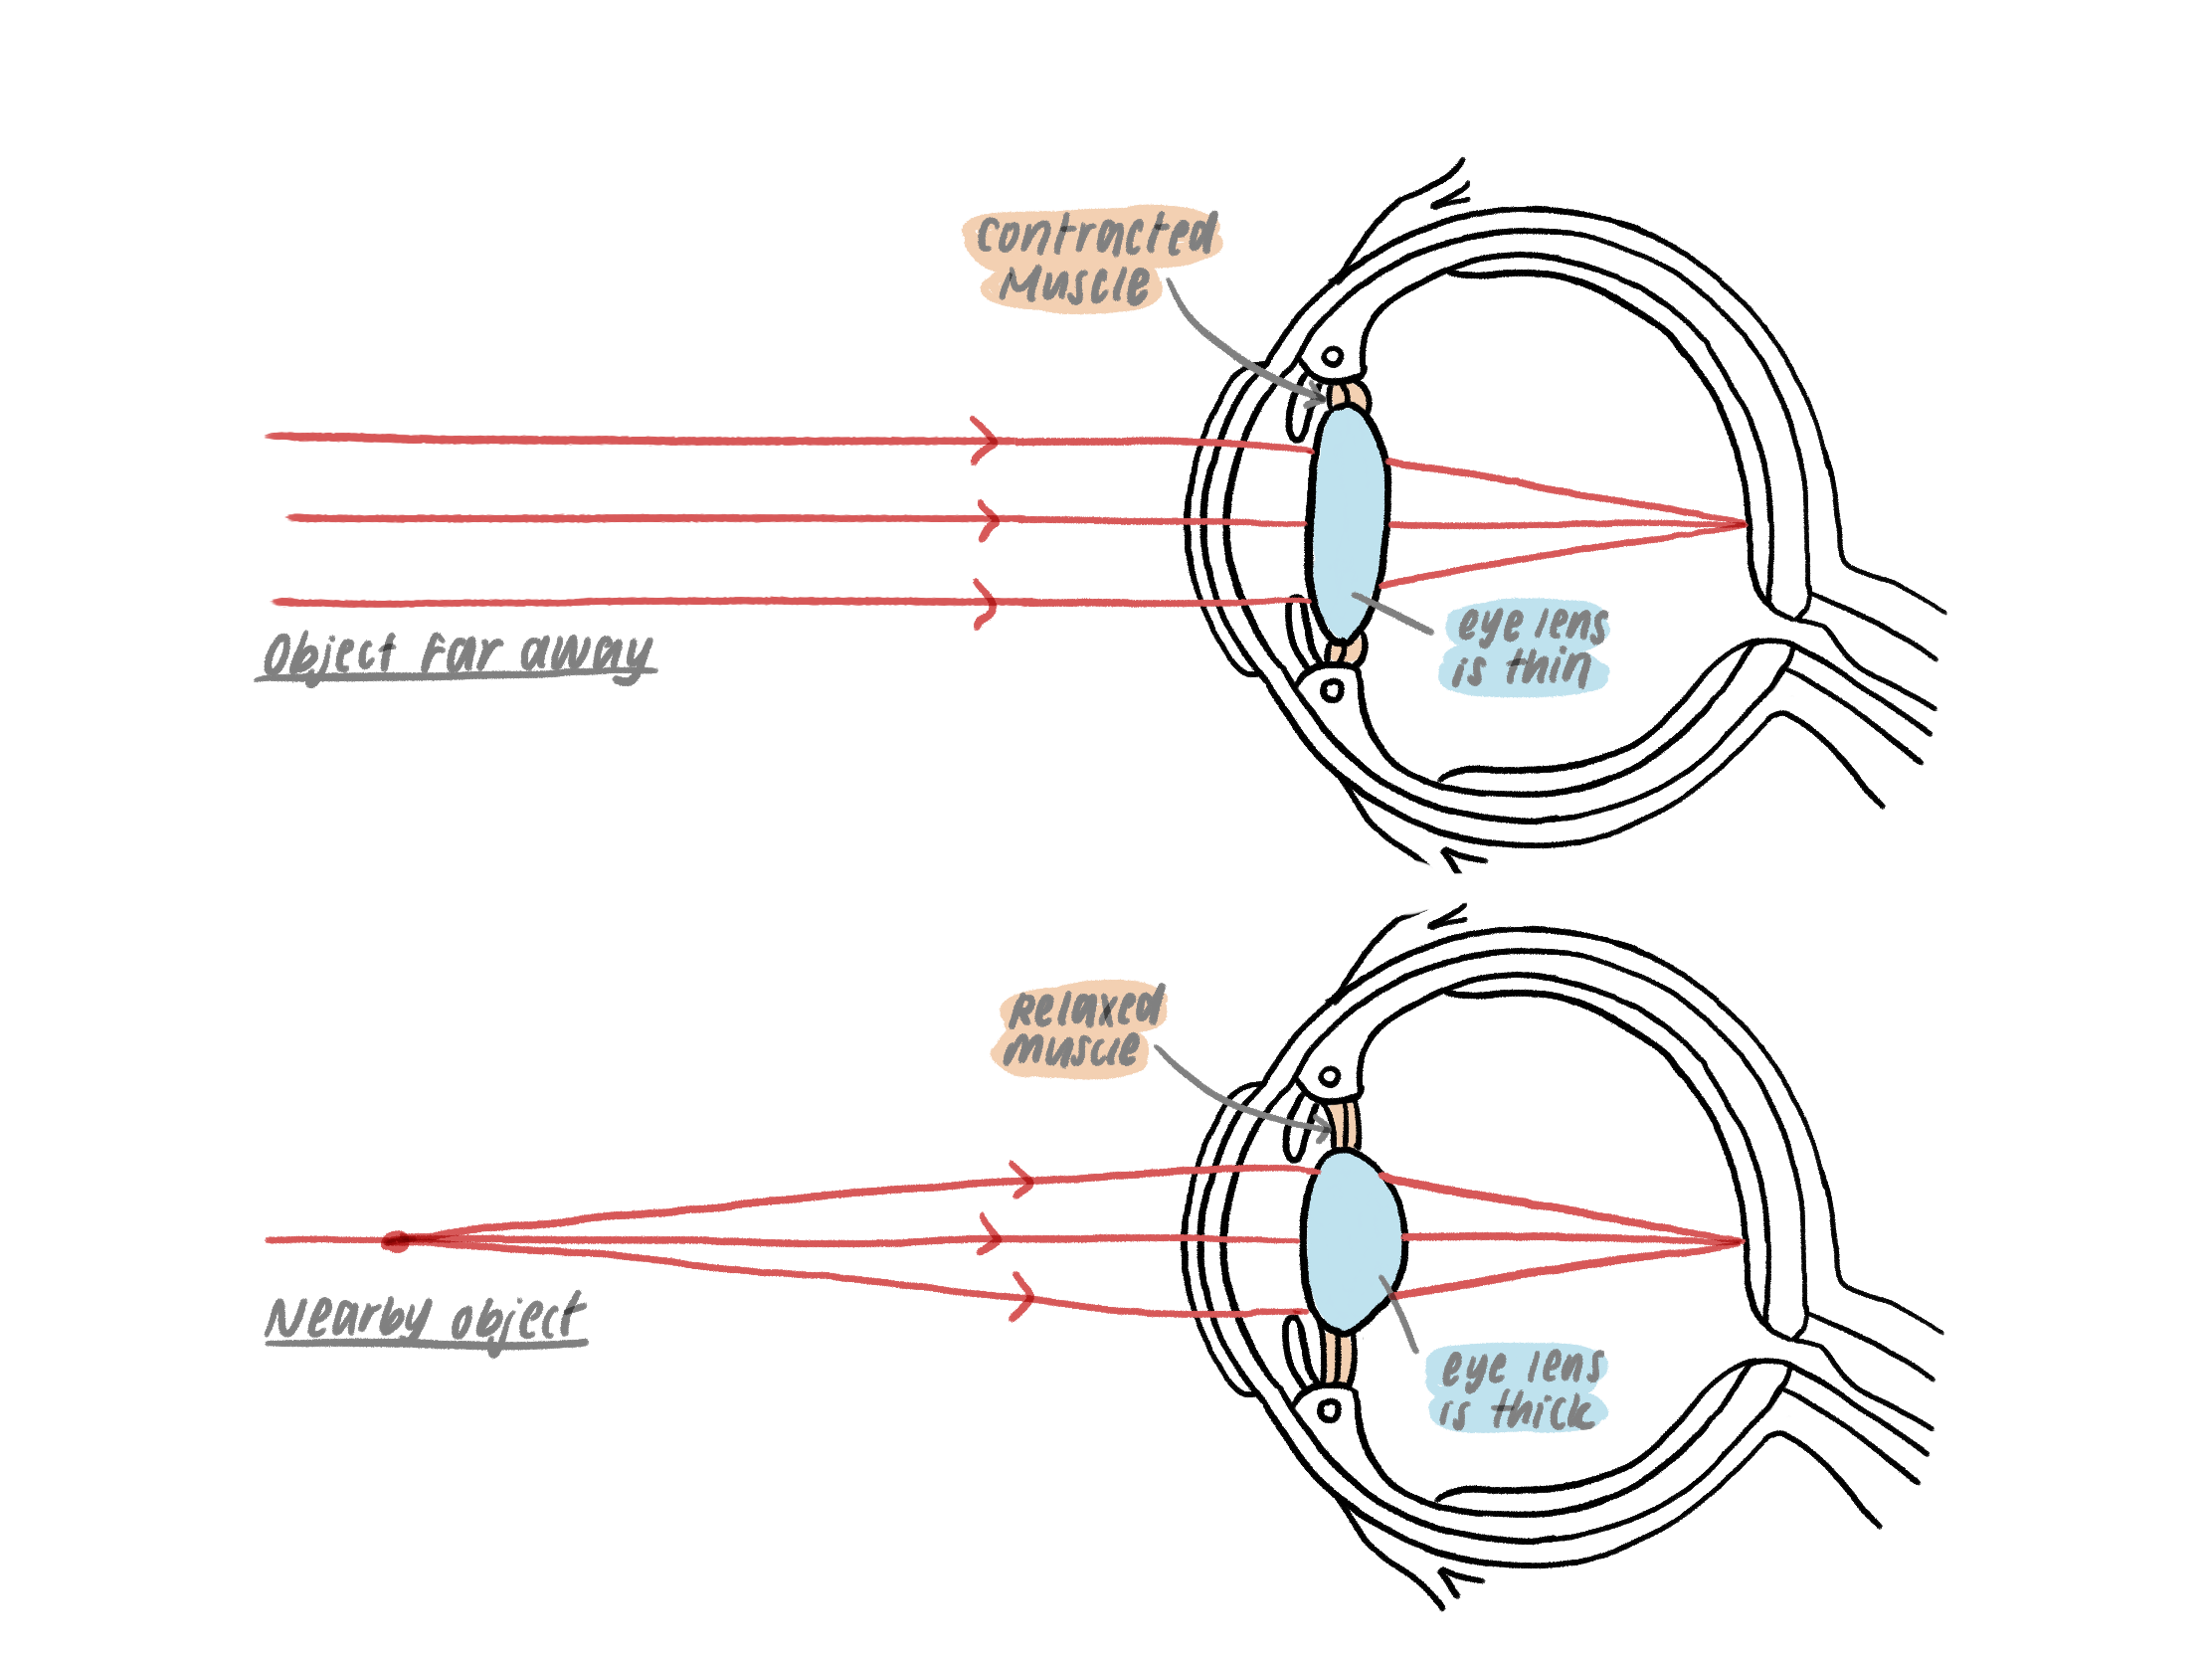 Contracted
Muscle
Object far away
eye lens
is thin
Relaxed
muscle
Nearby object
eye lens
is thick